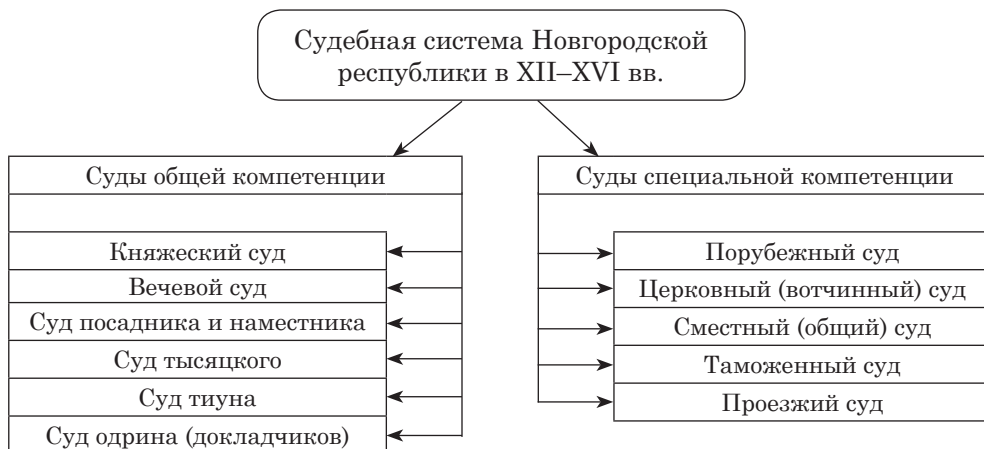 Судебная система Новгородской
республики в XII–XVI вв.
Суды общей компетенции
Княжеский суд
Вечевой суд
Суд посадника и наместника
Суд тысяцкого
Суд тиуна
Суд одрина (докладчиков)
Суды специальной компетенции
Порубежный суд
Церковный (вотчинный) суд
Сместный (общий) суд
Таможенный суд
Проезжий суд